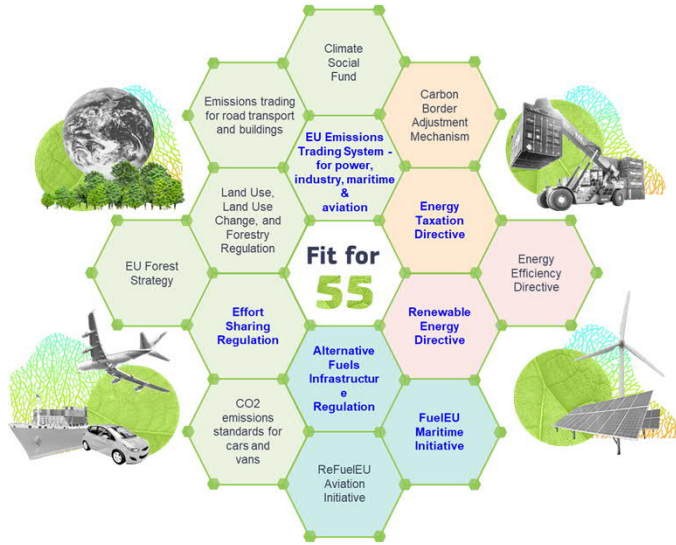 Climate
Social
Fund
Emissions trading
for road transport
and buildings
Carbon
Border
Adjustment
Mechanism
EU Emissions
Trading System -
for power,
industry, maritime
&
aviation
Land Use,
Land Use
Change, and
Forestry
Regulation
Energy
Taxation
Directive
EU Forest
Strategy
Fit for
55
Energy
Efficiency
Directive
Effort
Sharing
Regulation
Renewable
Energy
Directive
Alternative
Fuels
Infrastructur
e
Regulation
CO2
emissions
standards for
cars and
vans
FuelEU
Maritime
Initiative
ReFuelEU
Aviation
Initiative